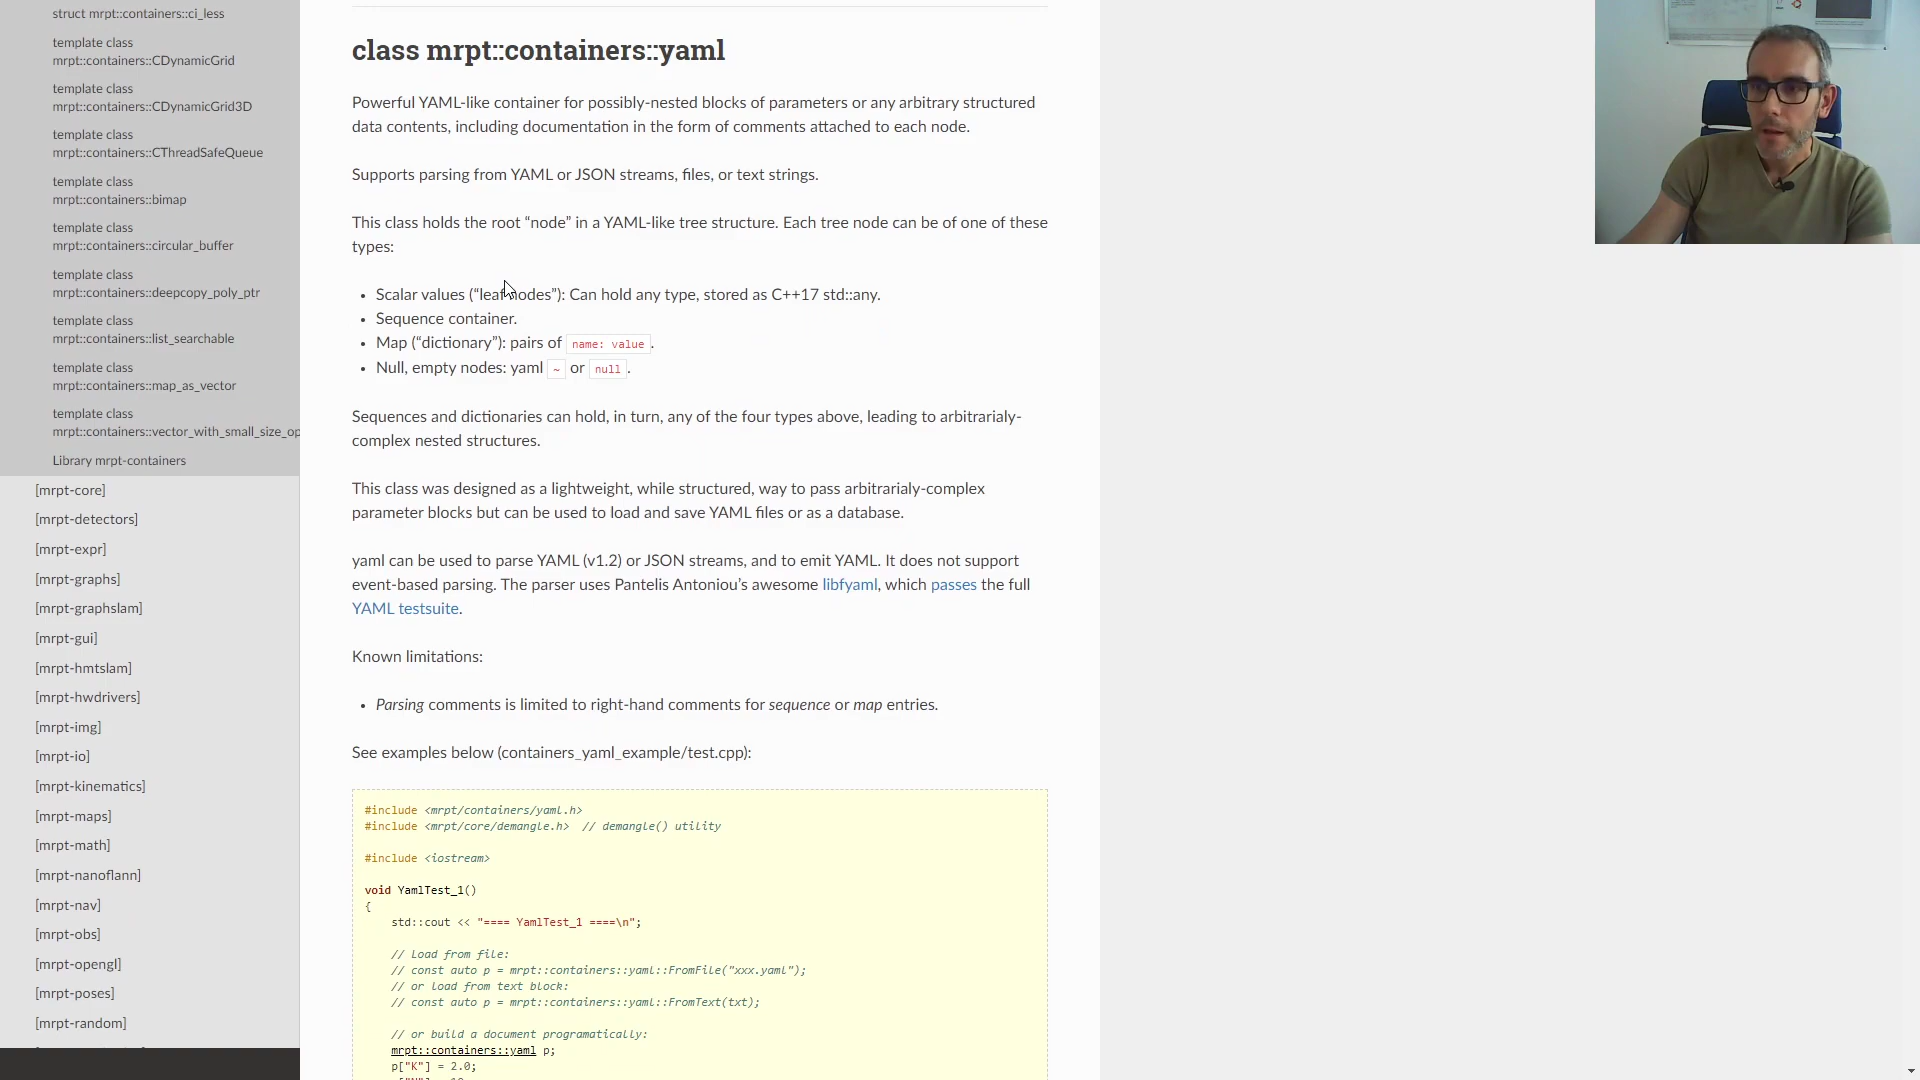 struct mrpt::containers::ci_less
template class
mrpt::containers::CDynamicGrid
template class
mrpt::containers::CDynamicGrid3D
template class
mrpt::containers::CThreadSafeQueue
template class
mrpt::containers::bimap
template class
mrpt::containers::circular_buffer
template class
mrpt::containers::deepcopy_poly_ptr
template class
mrpt::containers::list_searchable
template class
mrpt::containers::map_as_vector
template class
mrpt::containers::vector_with_small_size_op
Library mrpt-containers
[mrpt-core]
[mrpt-detectors]
[mrpt-expr]
[mrpt-graphs]
[mrpt-graphslam]
[mrpt-gui]
[mrpt-hmtslam]
[mrpt-hwdrivers]
[mrpt-img]
[mrpt-io]
[mrpt-kinematics]
[mrpt-maps]
[mrpt-math]
[mrpt-nanoflann]
[mrpt-nav]
[mrpt-obs]
[mrpt-opengl]
[mrpt-poses]
[mrpt-random]
class mrpt::containers::yaml
Powerful YAML-like container for possibly-nested blocks of parameters or any arbitrary structured
data contents, including documentation in the form of comments attached to each node.
Supports parsing from YAML or JSON streams, files, or text strings.
This class holds the root “node” in a YAML-like tree structure. Each tree node can be of one of these
types:
• Scalar values (“leaf nodes”): Can hold any type, stored as C++17 std::any.
• Sequence container.
• Map (“dictionary”): pairs of name: value.
• Null, empty nodes: yaml ~ or null.
Sequences and dictionaries can hold, in turn, any of the four types above, leading to arbitrarialy-
complex nested structures.
This class was designed as a lightweight, while structured, way to pass arbitrarialy-complex
parameter blocks but can be used to load and save YAML files or as a database.
yaml can be used to parse YAML (v1.2) or JSON streams, and to emit YAML. It does not support
event-based parsing. The parser uses Pantelis Antoniou’s awesome libfyaml, which passes the full
YAML testsuite.
Known limitations:
• Parsing comments is limited to right-hand comments for sequence or map entries.
See examples below (containers_yaml_example/test.cpp):
#include <mrpt/containers/yaml.h>
#include <mrpt/core/demangle.h>  // demangle() utility
#include <iostream>
void YamlTest_1()
{
    std::cout << "==== YamlTest_1 ====\n";
    // Load from file:
    // const auto p = mrpt::containers::yaml::FromFile("xxx.yaml");
    // or load from text block:
    // const auto p = mrpt::containers::yaml::FromText(txt);
    // or build a document programatically:
    mrpt::containers::yaml p;
    p["K"] = 2.0;